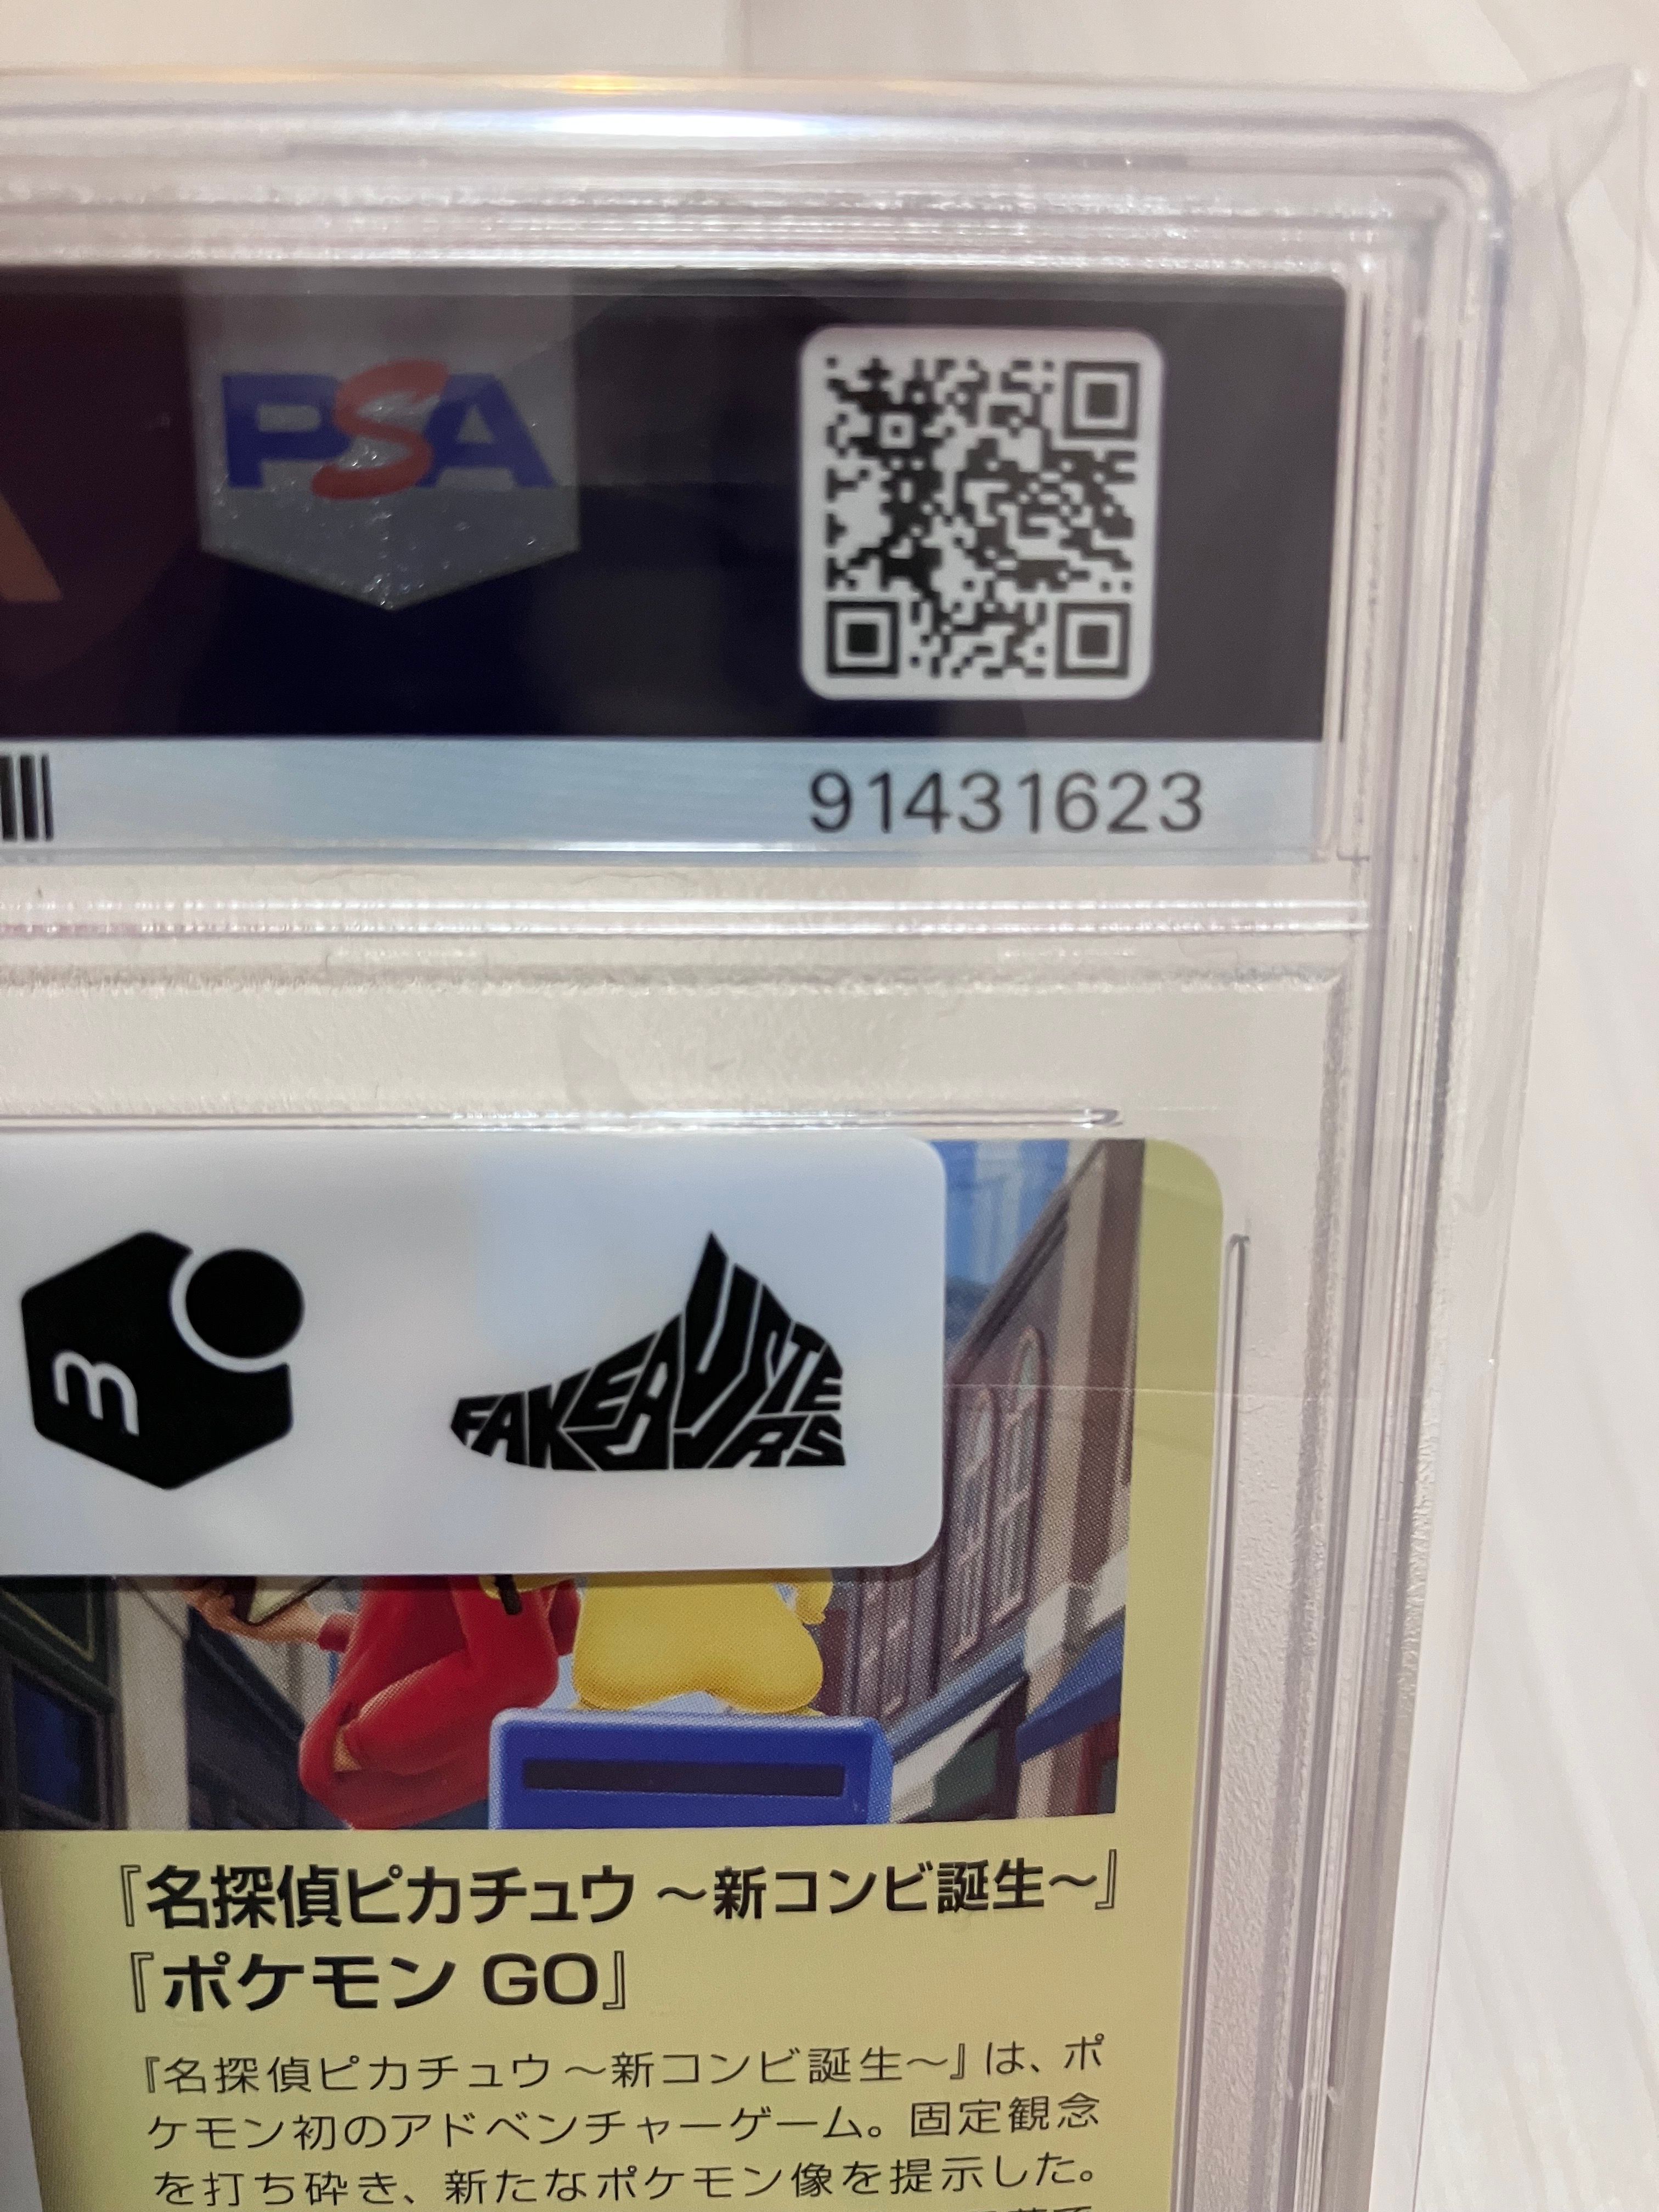 PSA
91431623
m
FAKE BUSTERS
『名探偵ピカチュウ ～新コンビ誕生～』
『ポケモン GO』
『名探偵ピカチュウ～新コンビ誕生～』は、ポ
ケモン初のアドベンチャーゲーム。固定観念
を打ち砕き、新たなポケモン像を提示した。